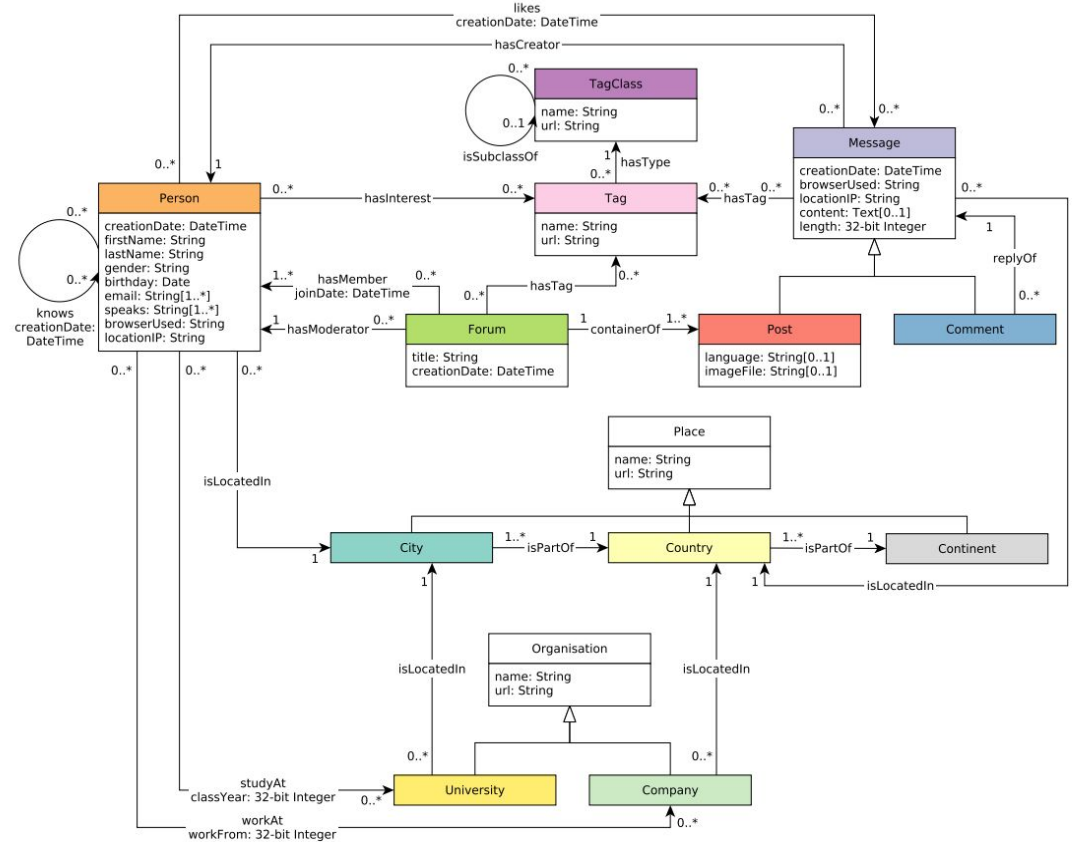 likes
creationDate: DateTime
hasCreator
0..*
TagClass
name: String
url: String
0..1
isSubclassOf
0..*
0..*
Message
creationDate: DateTime
browserUsed: String
locationIP: String
content: Text[0..1]
length: 32-bit Integer
1
hasType
0..*
0..*
1
Person
creationDate: DateTime
firstName: String
lastName: String
gender: String
birthday: Date
email: String[1..*]
speaks: String[1..*]
browserUsed: String
locationIP: String
0..*
hasInterest
0..*
Tag
name: String
url: String
0..*
hasTag
0..*
0..*
0..*
0..*
knows
creationDate:
DateTime
1
replyOf
0..*
1..*
hasMember
joinDate: DateTime
0..*
0..*
hasTag
0..*
1
hasModerator
0..*
Forum
title: String
creationDate: DateTime
1
containerOf
1..*
Post
language: String[0..1]
imageFile: String[0..1]
Comment
0..*
0..*
0..*
Place
name: String
url: String
isLocatedIn
1
City
1..*
isPartOf
1
Country
1..*
isPartOf
1
Continent
1
1
1
isLocatedIn
Organisation
name: String
url: String
isLocatedIn
isLocatedIn
0..*
0..*
studyAt
classYear: 32-bit Integer
0..*
University
Company
workAt
workFrom: 32-bit Integer
0..*